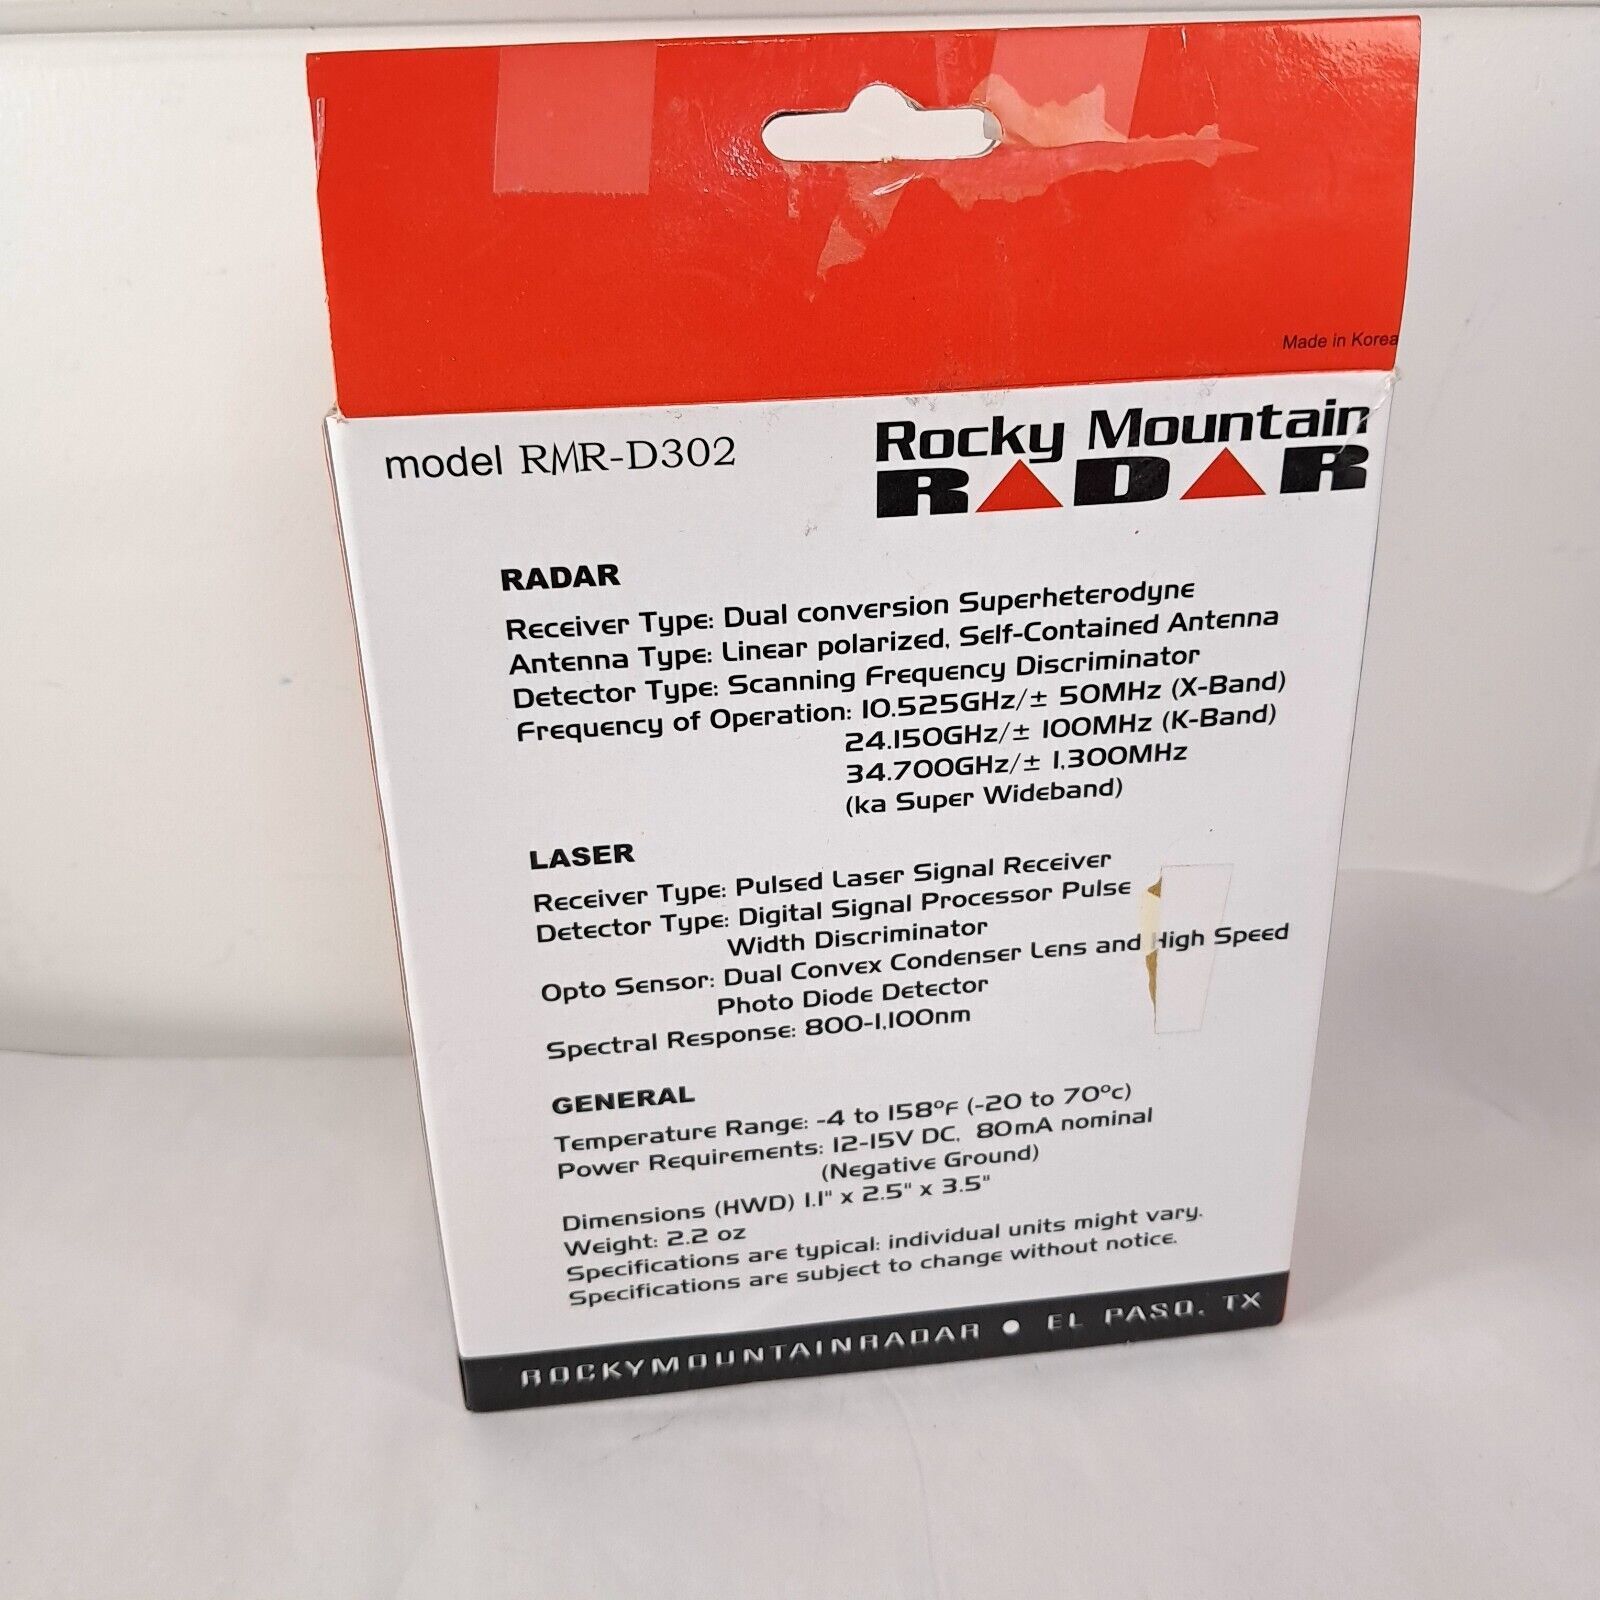 Made in Korea
model RMR-D302
Rocky Mountain
RADAR
RADAR
Receiver Type: Dual conversion Superheterodyne
Antenna Type: Linear polarized, Self-Contained Antenna
Detector Type: Scanning Frequency Discriminator
Frequency of Operation: 10.525GHz/± 50MHz (X-Band)
24.150GHz/± 100MHz (K-Band)
34.700GHz/± 1,300MHz
(ka Super Wideband)
LASER
Receiver Type: Pulsed Laser Signal Receiver
Detector Type: Digital Signal Processor Pulse
Width Discriminator
Opto Sensor: Dual Convex Condenser Lens and High Speed
Photo Diode Detector
Spectral Response: 800-1,100nm
GENERAL
Temperature Range: -4 to 158ºF (-20 to 70ºc)
Power Requirements: 12-15V DC, 80mA nominal
(Negative Ground)
Dimensions (HWD) 1.1" x 2.5" x 3.5"
Weight: 2.2 oz
Specifications are typical: individual units might vary.
Specifications are subject to change without notice.
ROCKYMOUNTAINRADAR ● EL PASO, TX